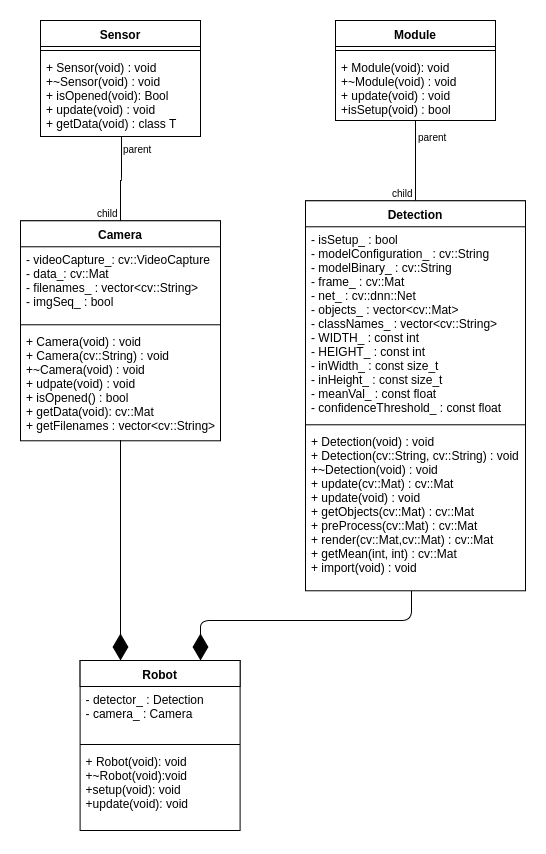 Sensor
+ Sensor(void) : void
+~Sensor(void) : void
+ isOpened(void): Bool
+ update(void) : void
+ getData(void) : class T
parent
child
Module
+ Module(void): void
+~Module(void) : void
+ update(void) : void
+isSetup(void) : bool
parent
child
Camera
- videoCapture_: cv::VideoCapture
- data_: cv::Mat
- filenames_ : vector<cv::String>
- imgSeq_ : bool
+ Camera(void) : void
+ Camera(cv::String) : void
+~Camera(void) : void
+ udpate(void) : void
+ isOpened() : bool
+ getData(void): cv::Mat
+ getFilenames : vector<cv::String>
Detection
- isSetup_ : bool
- modelConfiguration_ : cv::String
- modelBinary_ : cv::String
- frame_ : cv::Mat
- net_ : cv::dnn::Net
- objects_ : vector<cv::Mat>
- classNames_ : vector<cv::String>
- WIDTH_ : const int
- HEIGHT_ : const int
- inWidth_ : const size_t
- inHeight_ : const size_t
- meanVal_ : const float
- confidenceThreshold_ : const float
+ Detection(void) : void
+ Detection(cv::String, cv::String) : void
+~Detection(void) : void
+ update(cv::Mat) : cv::Mat
+ update(void) : void
+ getObjects(cv::Mat) : cv::Mat
+ preProcess(cv::Mat) : cv::Mat
+ render(cv::Mat,cv::Mat) : cv::Mat
+ getMean(int, int) : cv::Mat
+ import(void) : void
Robot
- detector_ : Detection
- camera_ : Camera
+ Robot(void): void
+~Robot(void):void
+setup(void): void
+update(void): void